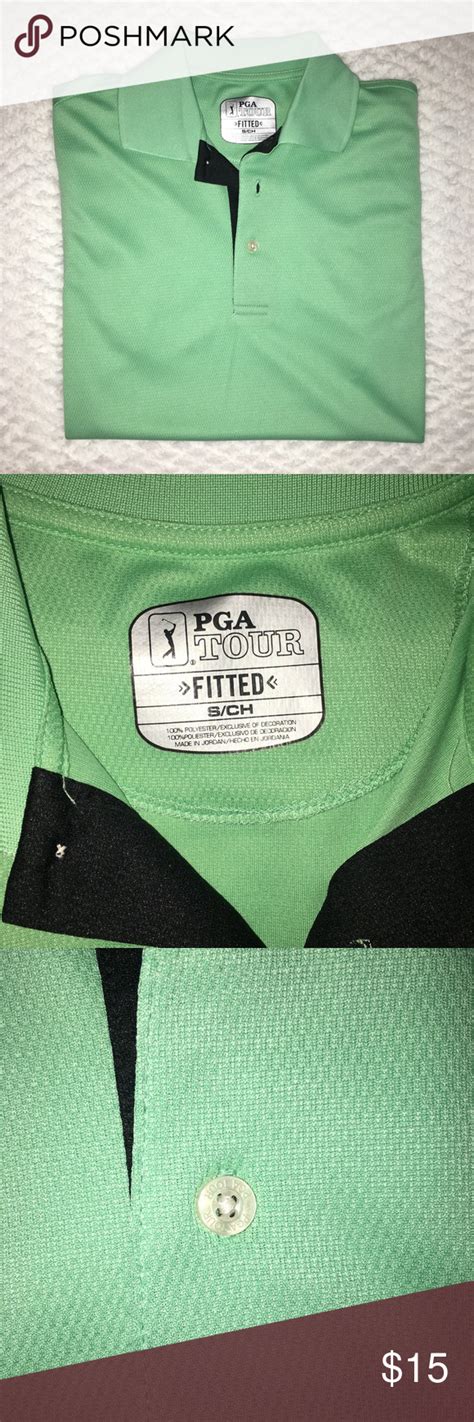 POSHMARK
PGA
TOUR
»FITTED«
S/CH
PGA
TOUR
»FITTED«
S/CH
100% POLYESTER/EXCLUSIVE OF DECORATION
100%POLIESTER/EXCLUSIVO DE DECORACIÓN
MADE IN JORDAN/HECHO EN JORDANIA
$15